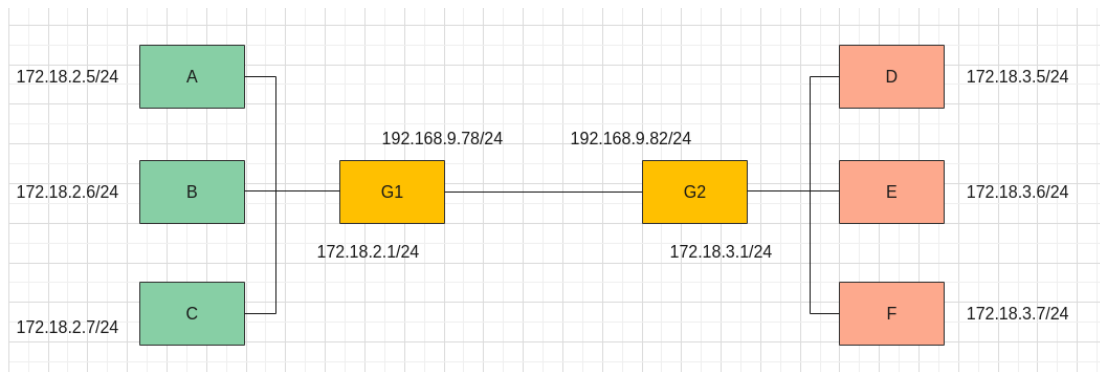 172.18.2.5/24 A D 172.18.3.5/24
192.168.9.78/24 192.168.9.82/24
172.18.2.6/24 B G1 G2 E 172.18.3.6/24
172.18.2.1/24 172.18.3.1/24
172.18.2.7/24 C F 172.18.3.7/24